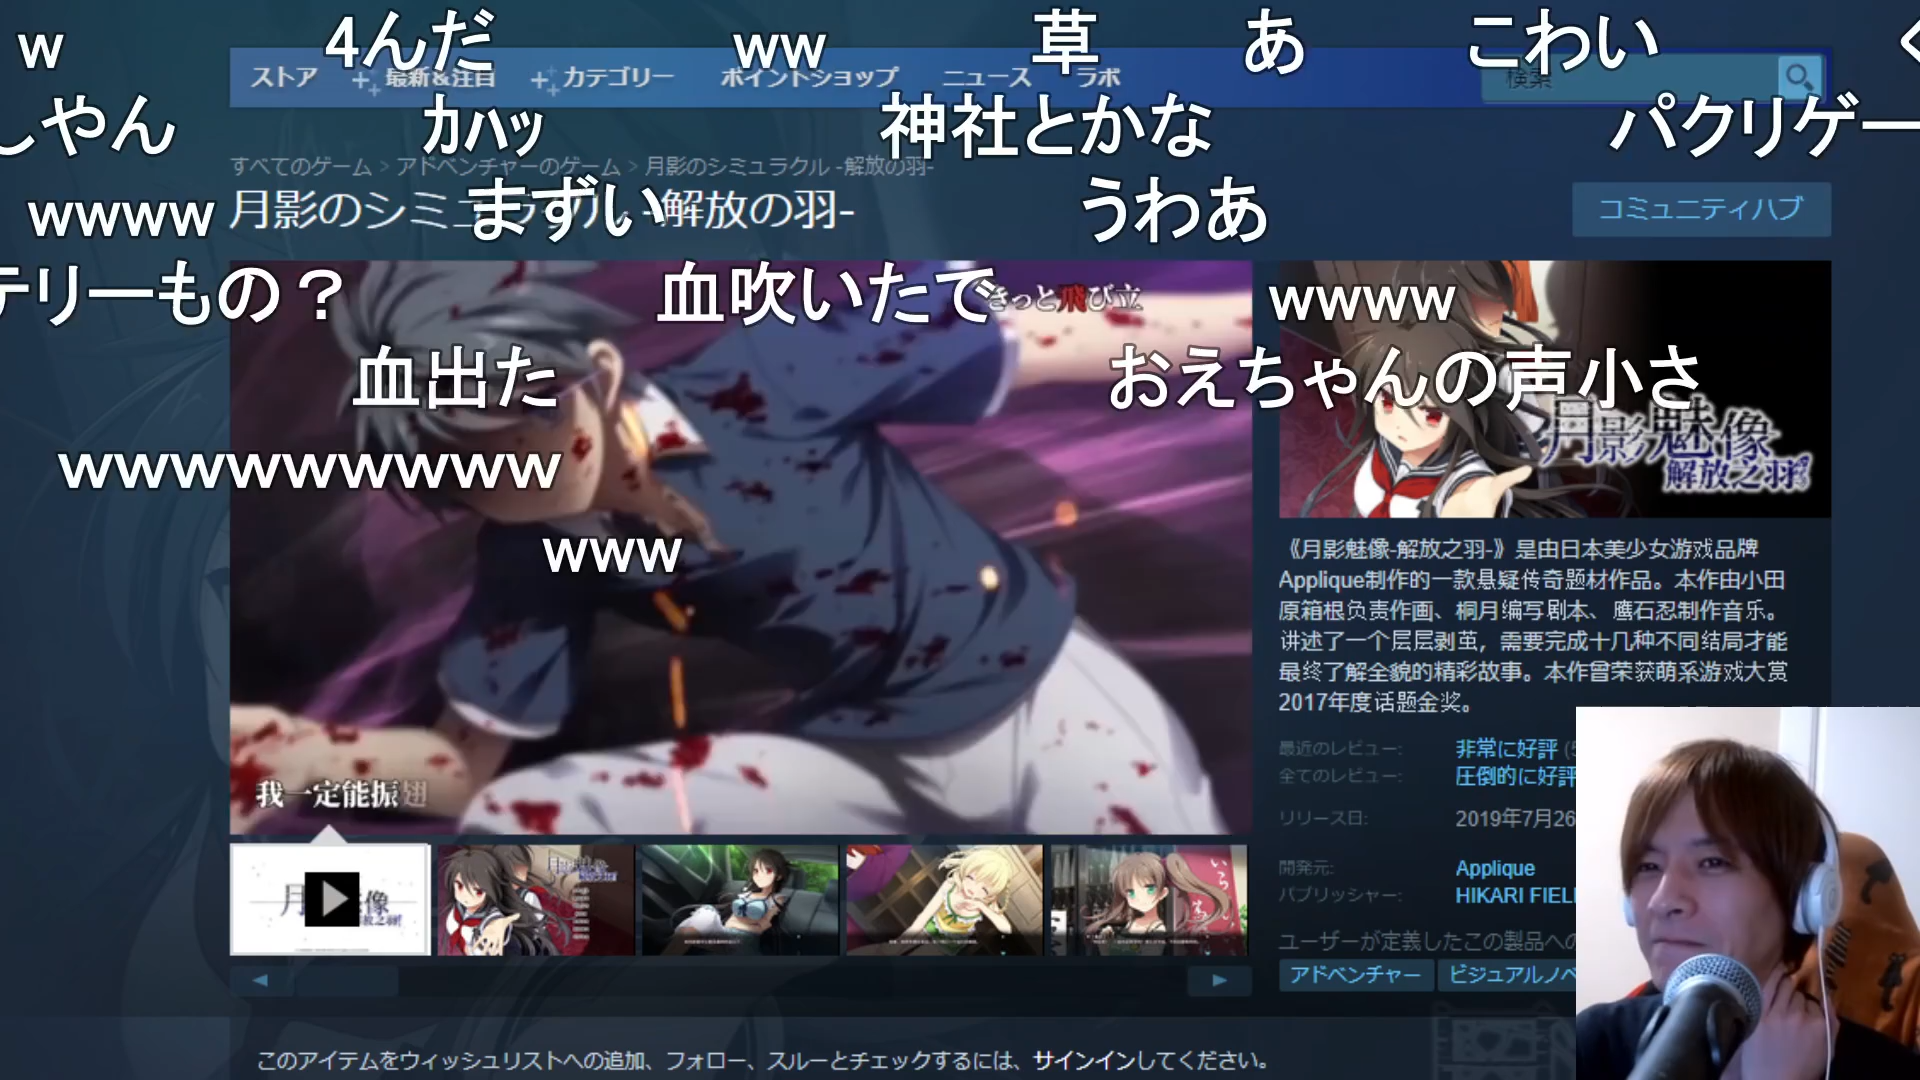 w
4んだ
ww
草
あ
こわい
く
ストア
最新&注目
カテゴリー
ポイントショップ
ニュース
ラボ
検索
しやん
カハッ
神社とかな
パクリゲー
すべてのゲーム > アドベンチャーのゲーム > 月影のシミュラクル -解放の羽-
wwww
月影のシミュラクル -解放の羽-
まずい
うわあ
コミュニティハブ
テリーもの？
血吹いたで
きっと飛び立
wwww
血出た
おえちゃんの声小さ
月影魅像
解放之羽
wwwwwwwwww
www
《月影魅像-解放之羽-》是由日本美少女游戏品牌
Applique制作的一款悬疑传奇题材作品。本作由小田
原箱根负责作画、桐月编写剧本、鹰石忍制作音乐。
讲述了一个层层剥茧，需要完成十几种不同结局才能
最终了解全貌的精彩故事。本作曾荣获萌系游戏大赏
2017年度话题金奖。
最近のレビュー: 非常に好評
全てのレビュー: 圧倒的に好評
リリース日: 2019年7月26
我一定能振翅
開発元: Applique
パブリッシャー: HIKARI FIEL
ユーザーが定義したこの製品への
アドベンチャー
ビジュアルノベ
このアイテムをウィッシュリストへの追加、フォロー、スルーとチェックするには、サインインしてください。